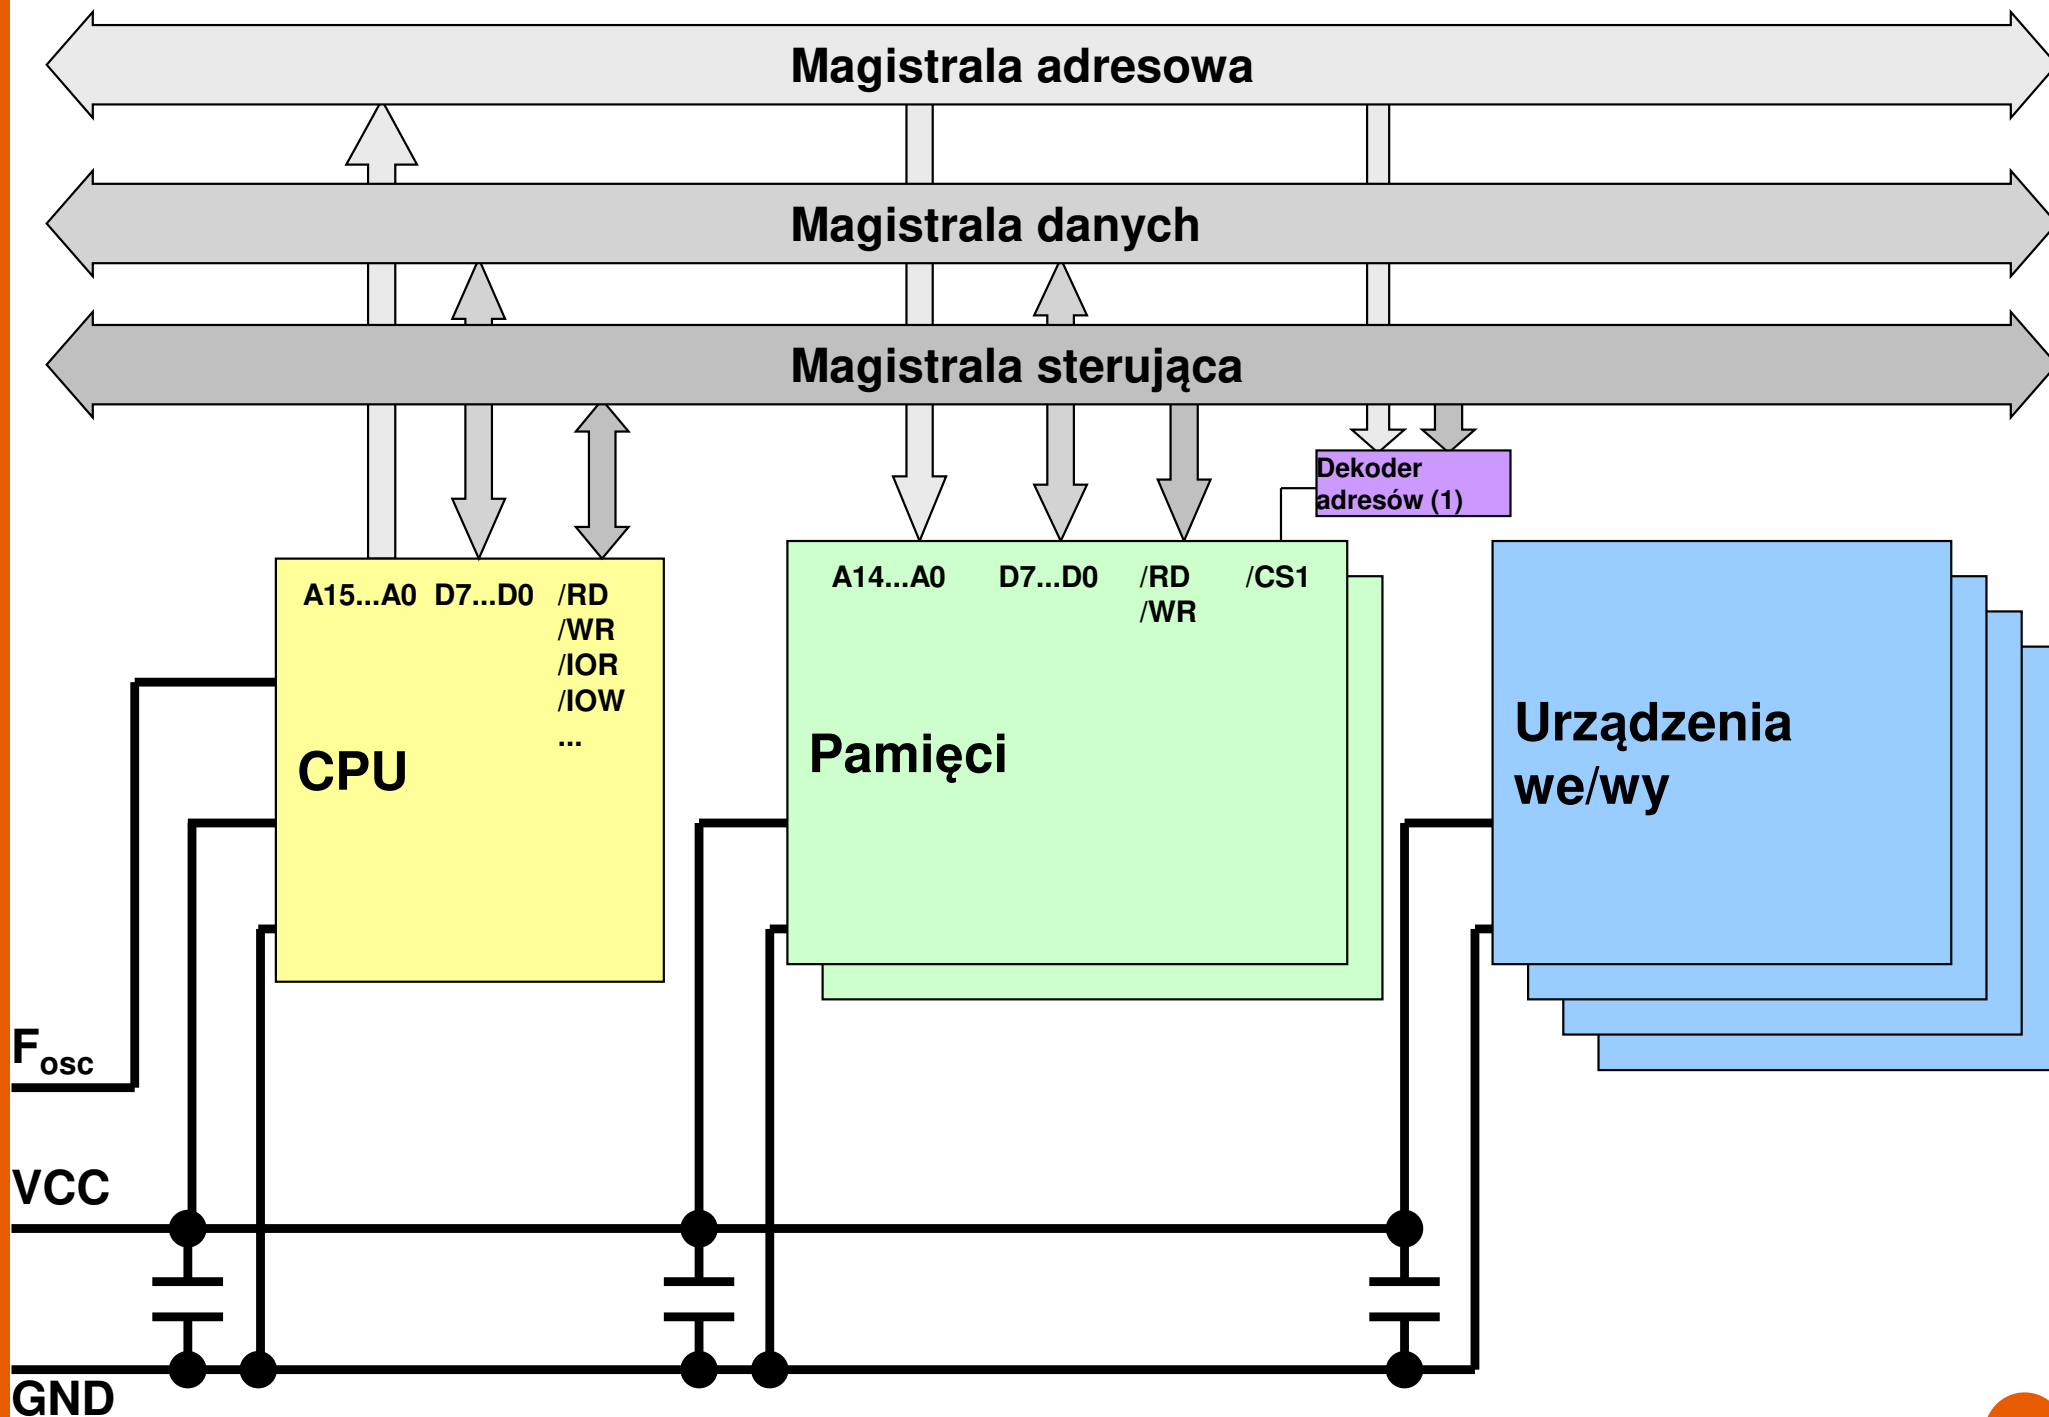 Magistrala adresowa
Magistrala danych
Magistrala sterująca
Dekoder
adresów (1)
A15...A0 D7...D0 /RD
/WR
/IOR
/IOW
...
CPU
A14...A0 D7...D0 /RD /CS1
/WR
Pamięci
Urządzenia
we/wy
Fosc
VCC
GND